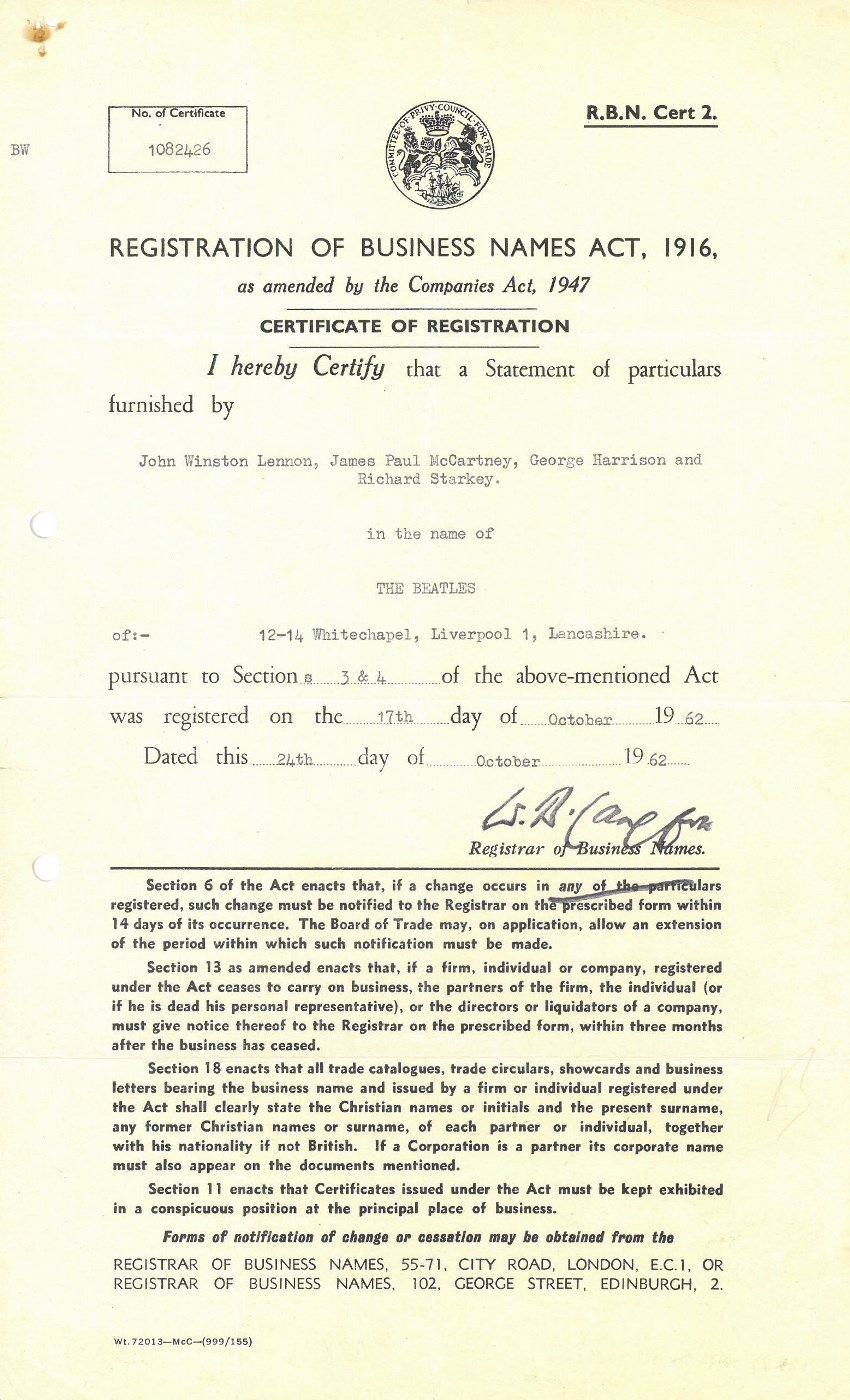 No. of Certificate
R.B.N. Cert 2.
BW
1082426
COMMITTEE·OF·PRIVY·COUNCIL·FOR·TRADE
REGISTRATION OF BUSINESS NAMES ACT, 1916,
as amended by the Companies Act, 1947
CERTIFICATE OF REGISTRATION
I hereby Certify that a Statement of particulars
furnished by
John Winston Lennon, James Paul McCartney, George Harrison and
Richard Starkey.
in the name of
THE BEATLES
of:- 12-14 Whitechapel, Liverpool 1, Lancashire.
pursuant to Sections 3 & 4 of the above-mentioned Act
was registered on the 17th day of October 1962
Dated this 24th day of October 1962
Registrar of Business Names.
Section 6 of the Act enacts that, if a change occurs in any of the particulars
registered, such change must be notified to the Registrar on the prescribed form within
14 days of its occurrence. The Board of Trade may, on application, allow an extension
of the period within which such notification must be made.
Section 13 as amended enacts that, if a firm, individual or company, registered
under the Act ceases to carry on business, the partners of the firm, the individual (or
if he is dead his personal representative), or the directors or liquidators of a company,
must give notice thereof to the Registrar on the prescribed form, within three months
after the business has ceased.
Section 18 enacts that all trade catalogues, trade circulars, showcards and business
letters bearing the business name and issued by a firm or individual registered under
the Act shall clearly state the Christian names or initials and the present surname,
any former Christian names or surname, of each partner or individual, together
with his nationality if not British. If a Corporation is a partner its corporate name
must also appear on the documents mentioned.
Section 11 enacts that Certificates issued under the Act must be kept exhibited
in a conspicuous position at the principal place of business.
Forms of notification of change or cessation may be obtained from the
REGISTRAR OF BUSINESS NAMES, 55-71, CITY ROAD, LONDON, E.C.1, OR
REGISTRAR OF BUSINESS NAMES, 102, GEORGE STREET, EDINBURGH, 2.
Wt.72013—McC—(999/155)